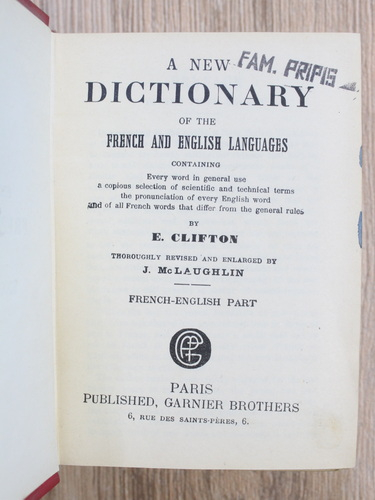 A NEW
FAM. PRIPIS
DICTIONARY
OF THE
FRENCH AND ENGLISH LANGUAGES
CONTAINING
Every word in general use
a copious selection of scientific and technical terms
the pronunciation of every English word
and of all French words that differ from the general rules
BY
E. CLIFTON
THOROUGHLY REVISED AND ENLARGED BY
J. McLAUGHLIN
FRENCH-ENGLISH PART
PARIS
PUBLISHED, GARNIER BROTHERS
6, RUE DES SAINTS-PÈRES, 6.